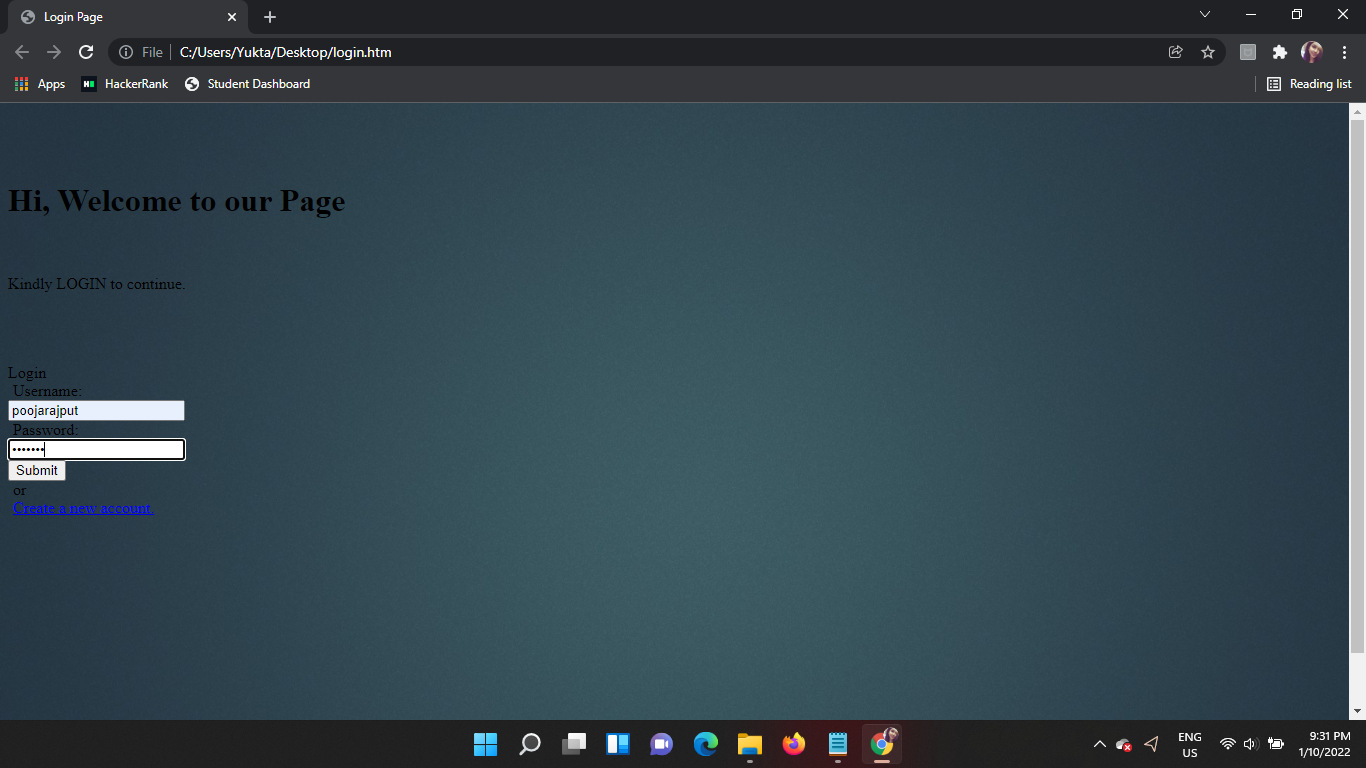 Login Page
File
C:/Users/Yukta/Desktop/login.htm
Apps
HackerRank
Student Dashboard
Reading list
Hi, Welcome to our Page
Kindly LOGIN to continue.
Login
Username:
poojarajput
Password:
•••••••
Submit
or
Create a new account.
ENG
US
9:31 PM
1/10/2022